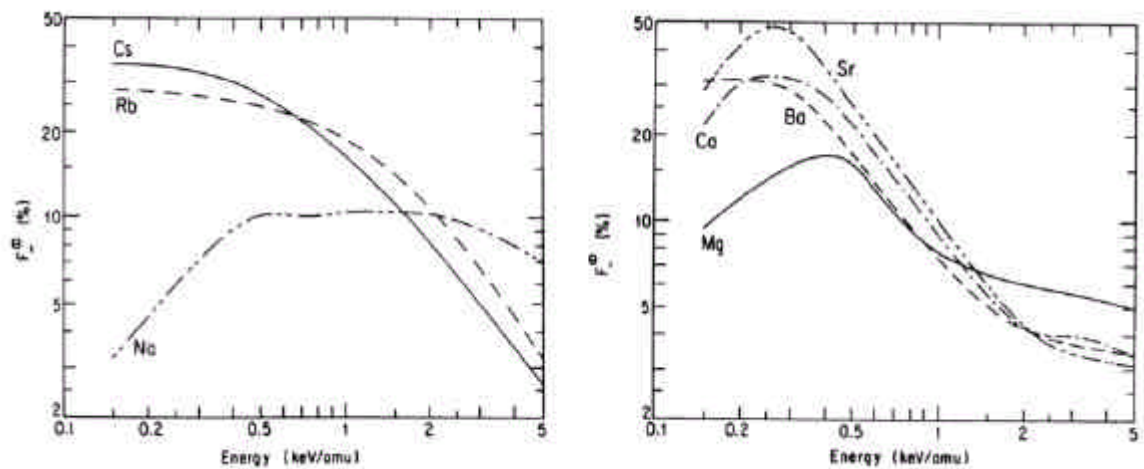 50
20
10
5
2
0.1 0.2 0.5 1 2 5
Energy (keV/amu)
F_-^∞ (%)
Cs
Rb
Na
50
20
10
5
2
0.1 0.2 0.5 1 2 5
Energy (keV/amu)
F_-^∞ (%)
Sr
Ba
Ca
Mg